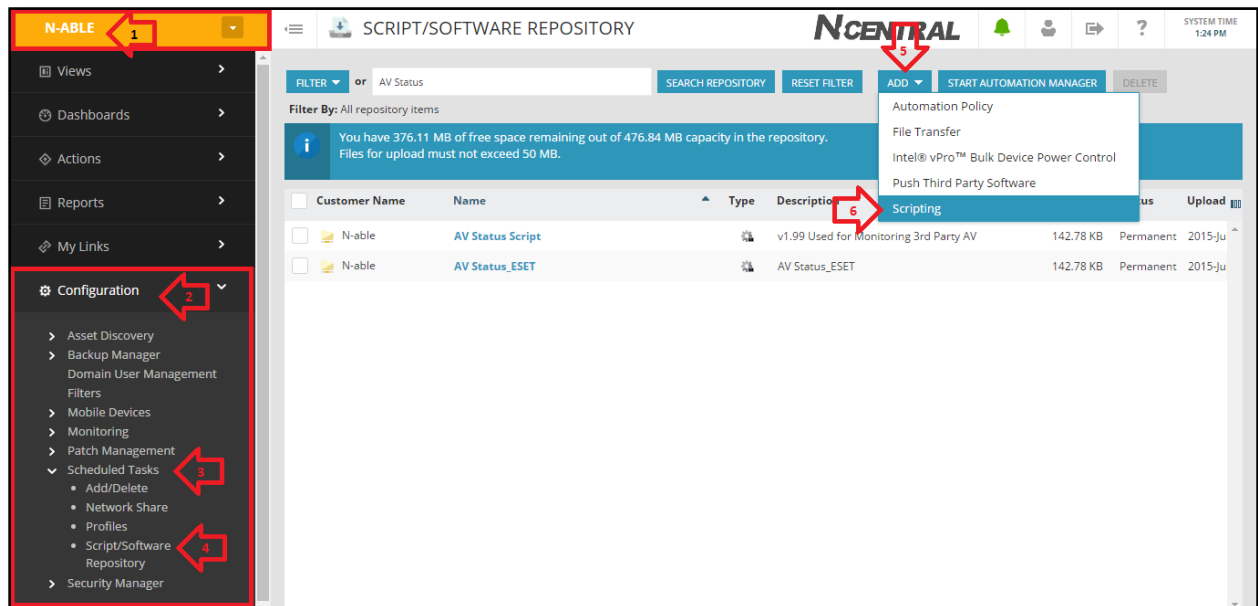 N-ABLE
1
SCRIPT/SOFTWARE REPOSITORY
NCENTRAL
?
SYSTEM TIME
1:24 PM
5
Views
Dashboards
Actions
Reports
My Links
Configuration
2
Asset Discovery
Backup Manager
Domain User Management
Filters
Mobile Devices
Monitoring
Patch Management
Scheduled Tasks
3
Add/Delete
Network Share
Profiles
Script/Software
Repository
4
Security Manager
FILTER or AV Status SEARCH REPOSITORY RESET FILTER ADD START AUTOMATION MANAGER DELETE
Filter By: All repository items
You have 376.11 MB of free space remaining out of 476.84 MB capacity in the repository.
Files for upload must not exceed 50 MB.
Automation Policy
File Transfer
Intel® vPro™ Bulk Device Power Control
Push Third Party Software
Scripting
6
Customer Name Name Type Description tus Upload
N-able AV Status Script v1.99 Used for Monitoring 3rd Party AV 142.78 KB Permanent 2015-Ju
N-able AV Status_ESET AV Status_ESET 142.78 KB Permanent 2015-Ju